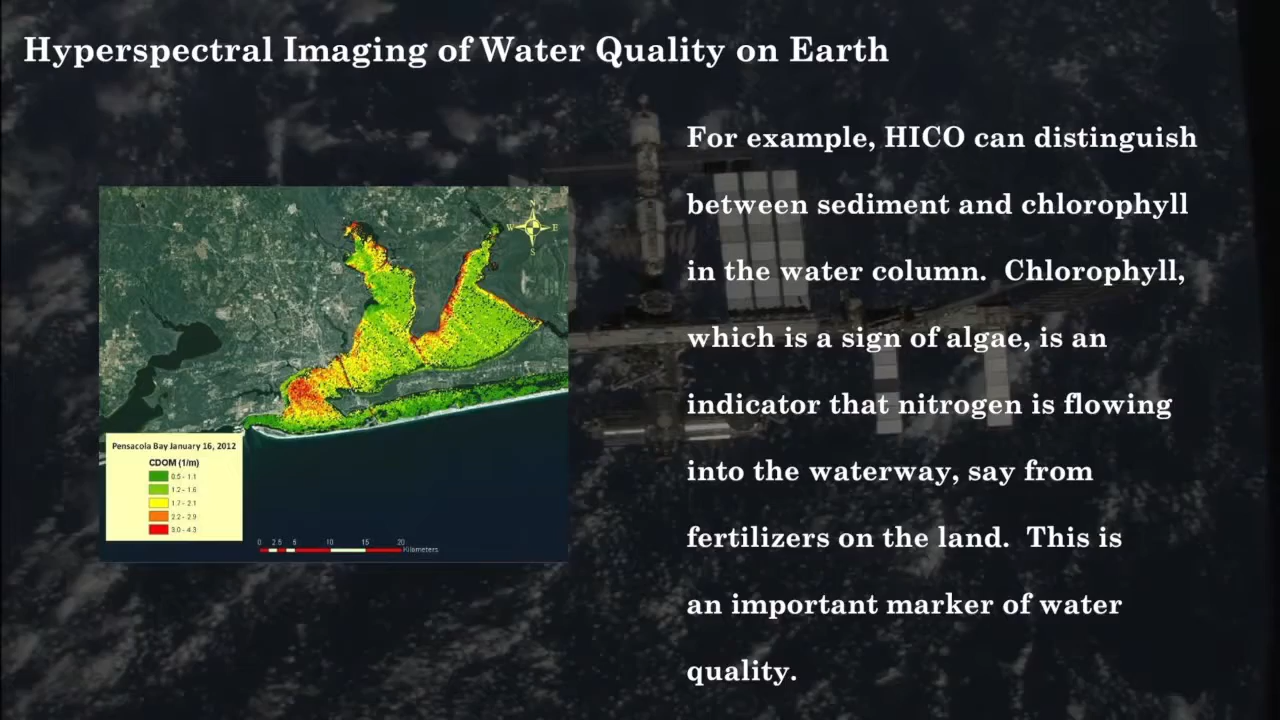 Hyperspectral Imaging of Water Quality on Earth
For example, HICO can distinguish
between sediment and chlorophyll
in the water column.  Chlorophyll,
which is a sign of algae, is an
indicator that nitrogen is flowing
into the waterway, say from
fertilizers on the land.  This is
an important marker of water
quality.
N
W E
S
Pensacola Bay January 16, 2012
CDOM (1/m)
0.5 - 1.1
1.2 - 1.6
1.7 - 2.1
2.2 - 2.9
3.0 - 4.3
0 2.5 5 10 15 20
Kilometers